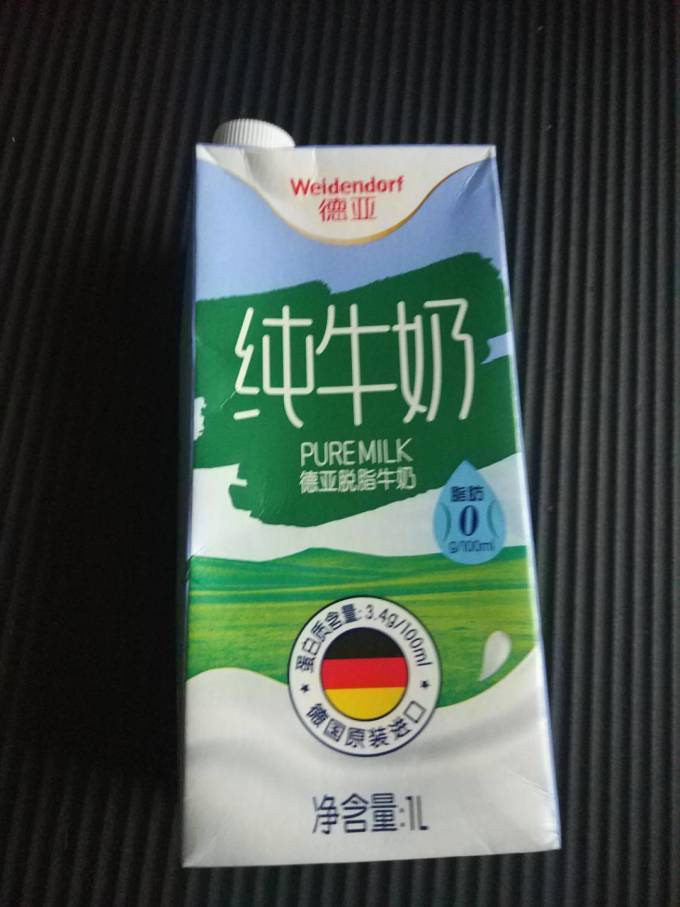 Weidendorf
德亚
纯牛奶
PURE MILK
德亚脱脂牛奶
脂肪
0
g/100ml
蛋白质含量:3.4g/100ml
德国原装进口
净含量:1L